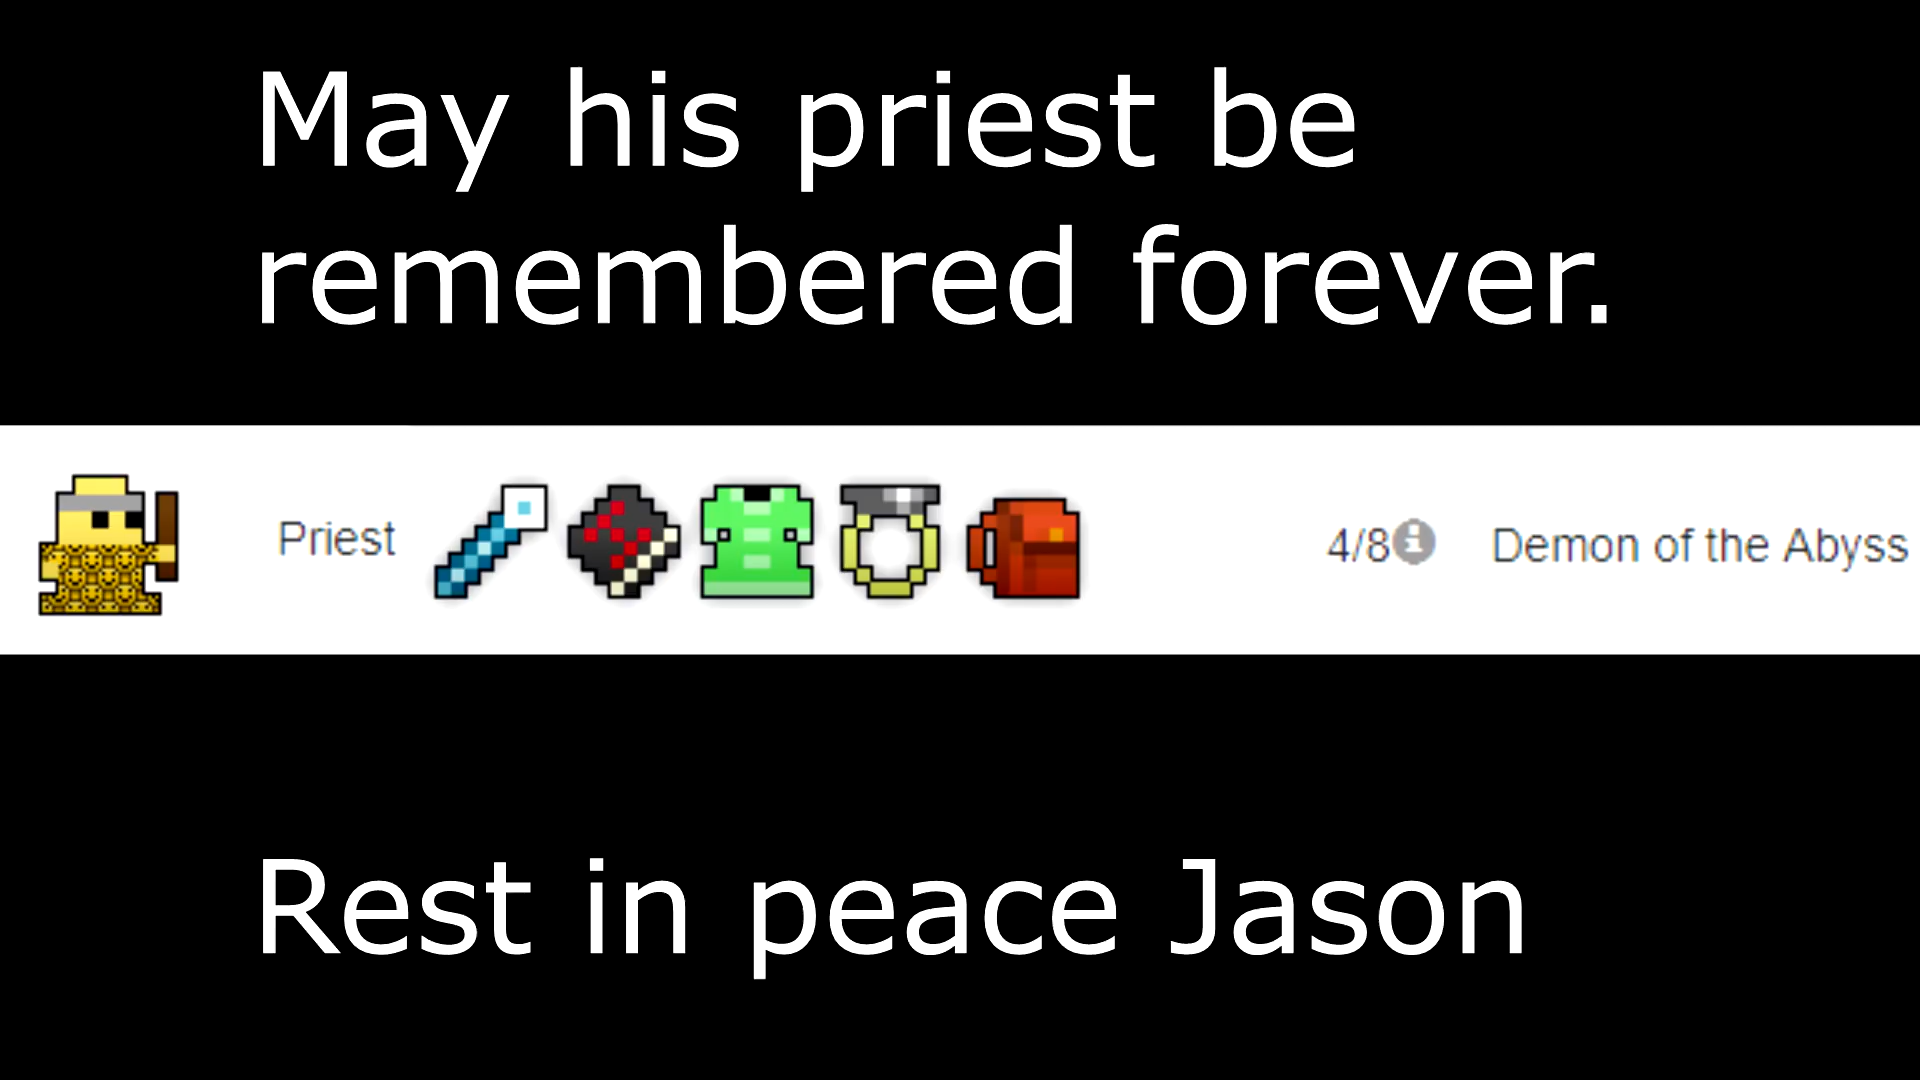 May his priest be
remembered forever.
Priest 4/8 Demon of the Abyss
Rest in peace Jason